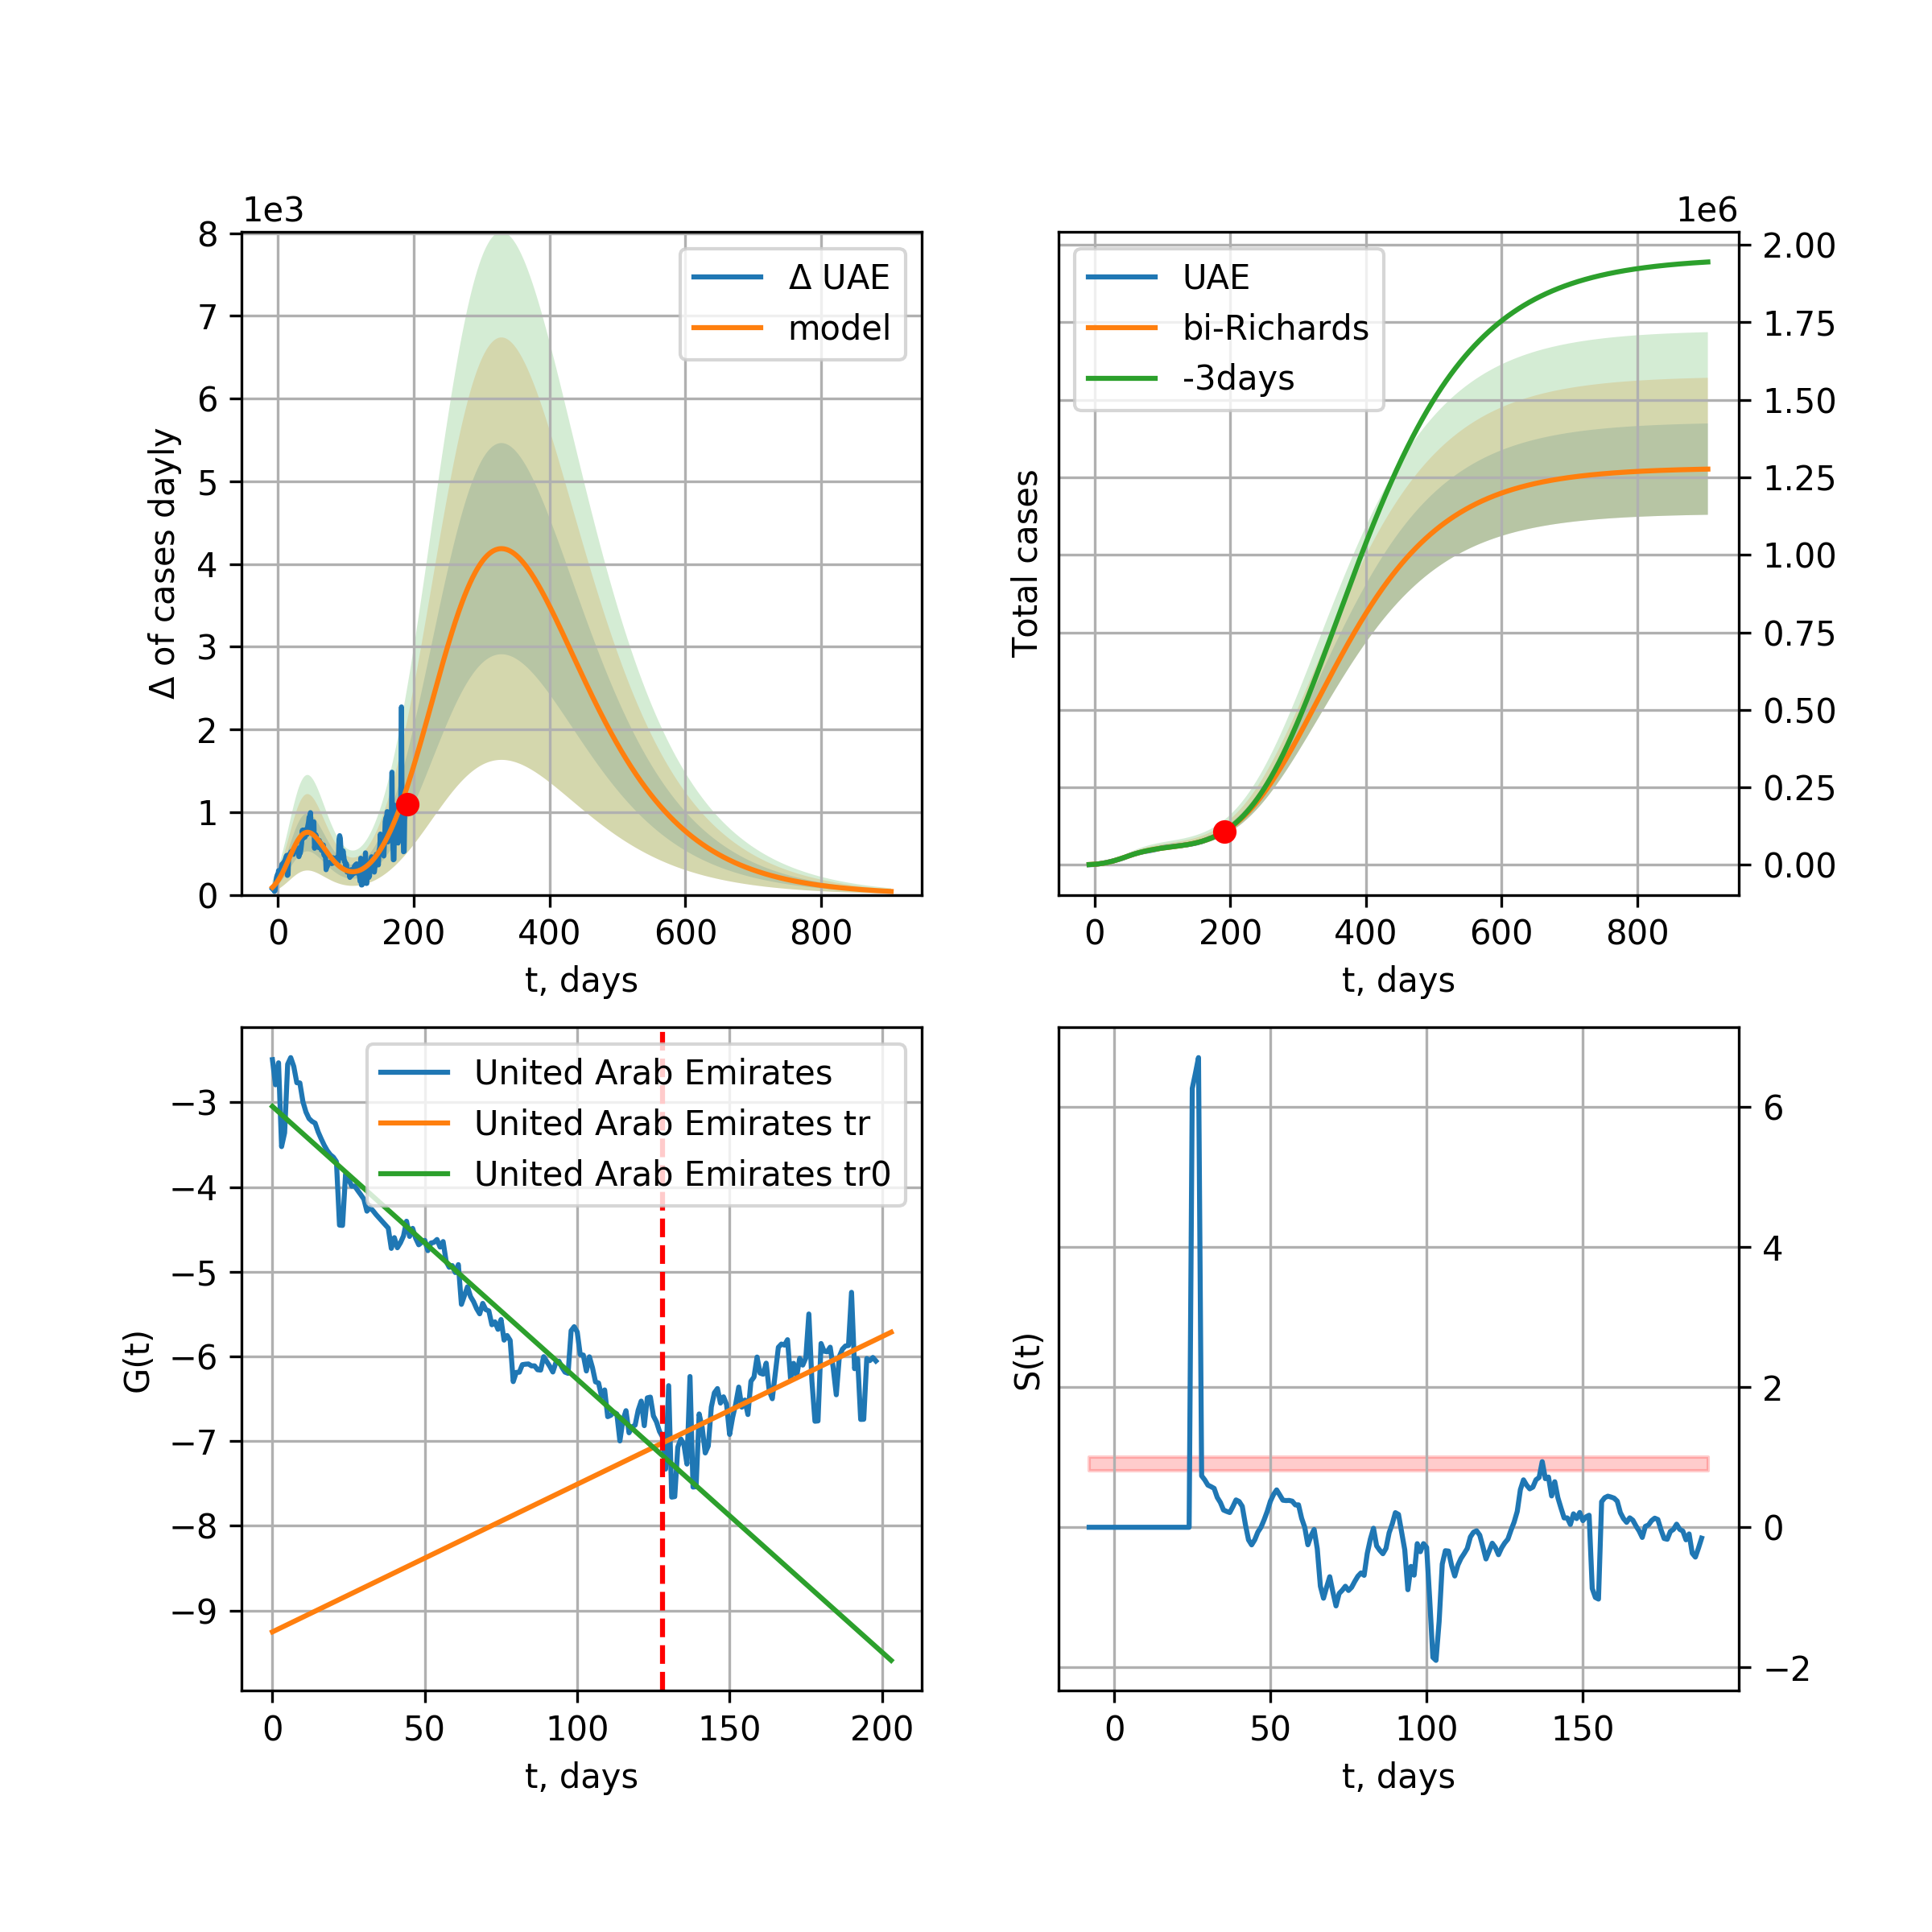 1e3
8
7
6
5
4
3
2
1
0
Δ of cases dayly
Δ UAE
model
0 200 400 600 800
t, days
1e6
2.00
1.75
1.50
1.25
1.00
0.75
0.50
0.25
0.00
Total cases
UAE
bi-Richards
-3days
0 200 400 600 800
t, days
−3
−4
−5
−6
−7
−8
−9
G(t)
United Arab Emirates
United Arab Emirates tr
United Arab Emirates tr0
0 50 100 150 200
t, days
6
4
2
0
−2
S(t)
0 50 100 150
t, days